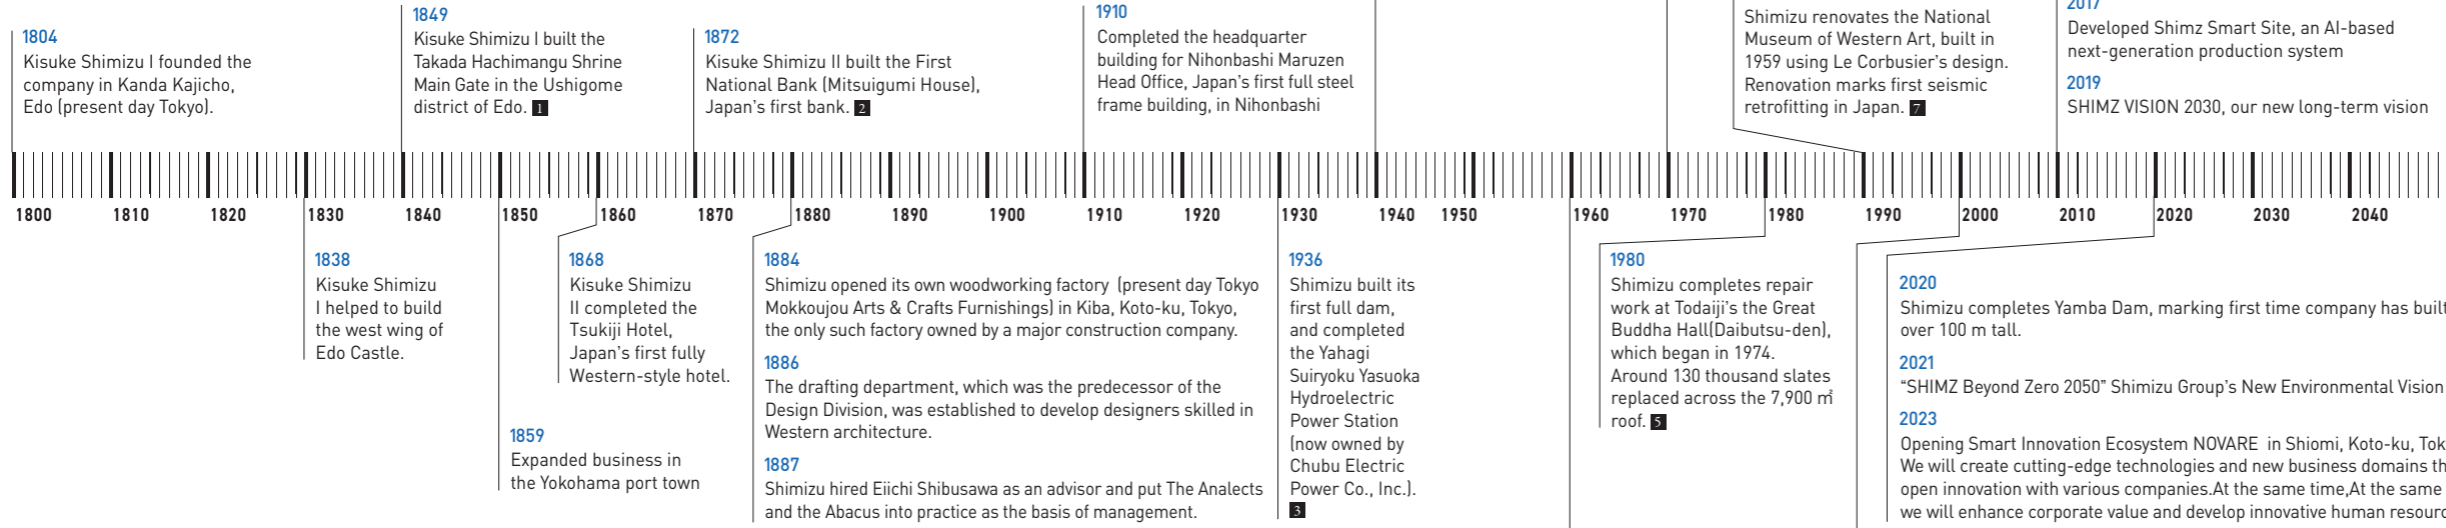 1804
Kisuke Shimizu I founded the
company in Kanda Kajicho,
Edo (present day Tokyo).
1849
Kisuke Shimizu I built the
Takada Hachimangu Shrine
Main Gate in the Ushigome
district of Edo. 1
1872
Kisuke Shimizu II built the First
National Bank (Mitsuigumi House),
Japan's first bank. 2
1910
Completed the headquarter
building for Nihonbashi Maruzen
Head Office, Japan's first full steel
frame building, in Nihonbashi
Shimizu renovates the National
Museum of Western Art, built in
1959 using Le Corbusier's design.
Renovation marks first seismic
retrofitting in Japan. 7
2017
Developed Shimz Smart Site, an AI-based
next-generation production system
2019
SHIMZ VISION 2030, our new long-term vision
1800 1810 1820 1830 1840 1850 1860 1870 1880 1890 1900 1910 1920 1930 1940 1950 1960 1970 1980 1990 2000 2010 2020 2030 2040
1838
Kisuke Shimizu
I helped to build
the west wing of
Edo Castle.
1859
Expanded business in
the Yokohama port town
1868
Kisuke Shimizu
II completed the
Tsukiji Hotel,
Japan's first fully
Western-style hotel.
1884
Shimizu opened its own woodworking factory (present day Tokyo
Mokkoujou Arts & Crafts Furnishings) in Kiba, Koto-ku, Tokyo,
the only such factory owned by a major construction company.
1886
The drafting department, which was the predecessor of the
Design Division, was established to develop designers skilled in
Western architecture.
1887
Shimizu hired Eiichi Shibusawa as an advisor and put The Analects
and the Abacus into practice as the basis of management.
1936
Shimizu built its
first full dam,
and completed
the Yahagi
Suiryoku Yasuoka
Hydroelectric
Power Station
(now owned by
Chubu Electric
Power Co., Inc.).
3
1980
Shimizu completes repair
work at Todaiji's the Great
Buddha Hall(Daibutsu-den),
which began in 1974.
Around 130 thousand slates
replaced across the 7,900 ㎡
roof. 5
2020
Shimizu completes Yamba Dam, marking first time company has built
over 100 m tall.
2021
“SHIMZ Beyond Zero 2050” Shimizu Group's New Environmental Vision
2023
Opening Smart Innovation Ecosystem NOVARE in Shiomi, Koto-ku,
We will create cutting-edge technologies and new business domains
open innovation with various companies.At the same time,At the same
we will enhance corporate value and develop innovative human